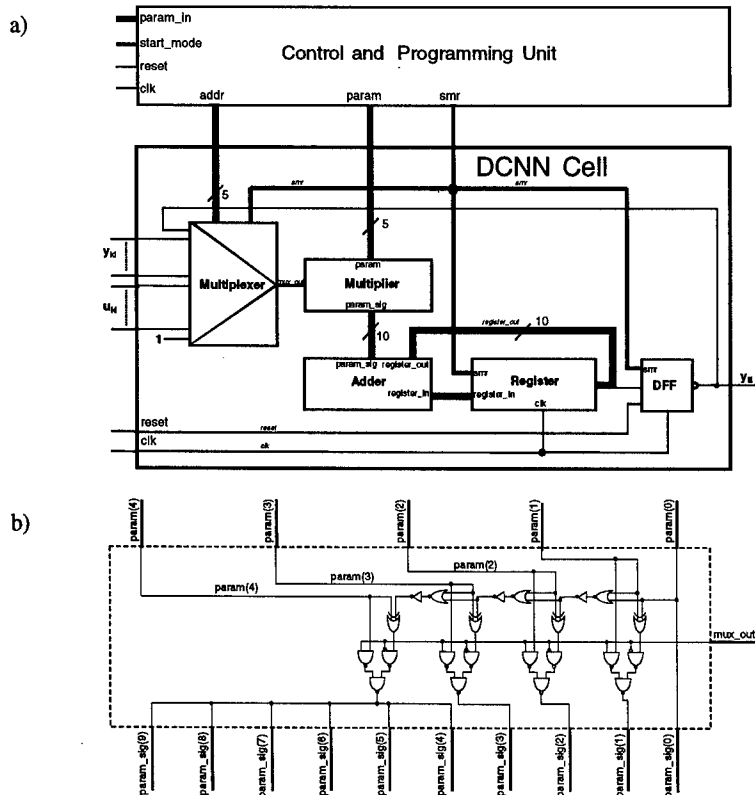 a)
param_in
start_mode
reset
clk
Control and Programming Unit
addr
param
smr
DCNN Cell
smr
smr
5
5
y_kl
u_kl
1
Multiplexer
mux_out
param
Multiplier
param_sig
10
register_out
10
param_sig
register_out
Adder
register_in
smr
Register
register_in
clk
smr
DFF
reset
reset
clk
clk
b)
param(4)
param(3)
param(2)
param(1)
param(0)
param(4)
param(3)
param(2)
mux_out
param_sig(9)
param_sig(8)
param_sig(7)
param_sig(6)
param_sig(5)
param_sig(4)
param_sig(3)
param_sig(2)
param_sig(1)
param_sig(0)